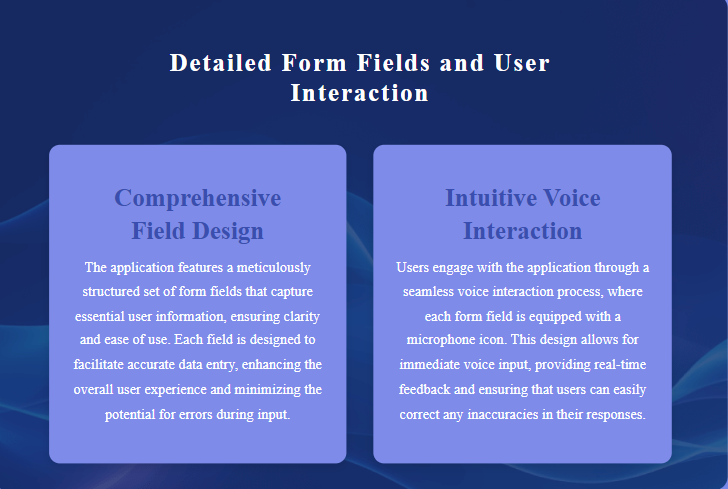 Detailed Form Fields and User
Interaction
Comprehensive
Field Design
The application features a meticulously
structured set of form fields that capture
essential user information, ensuring clarity
and ease of use. Each field is designed to
facilitate accurate data entry, enhancing the
overall user experience and minimizing the
potential for errors during input.
Intuitive Voice
Interaction
Users engage with the application through a
seamless voice interaction process, where
each form field is equipped with a
microphone icon. This design allows for
immediate voice input, providing real-time
feedback and ensuring that users can easily
correct any inaccuracies in their responses.